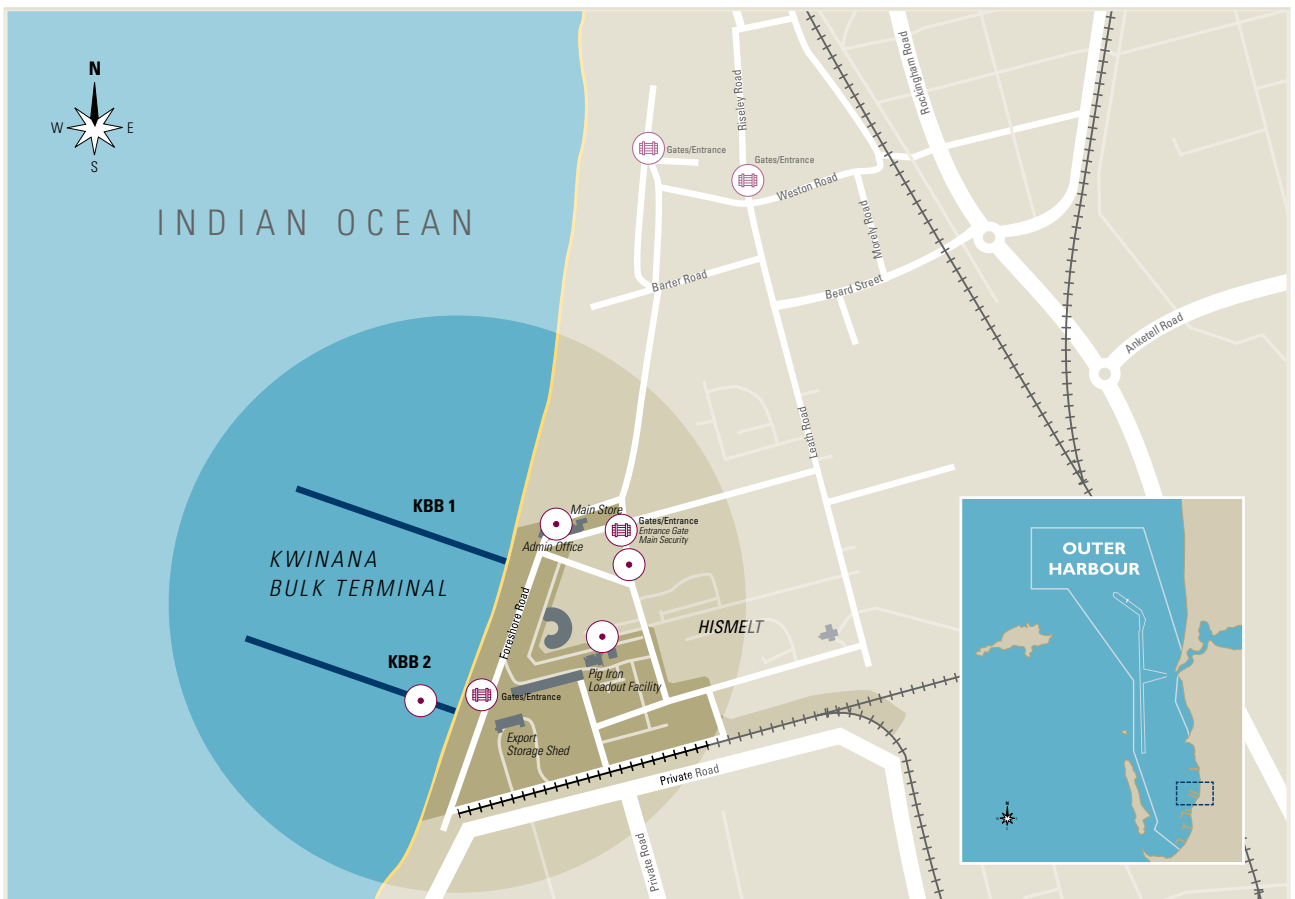 N
W
E
S
INDIAN OCEAN
Riseley Road
Rockingham Road
Gates/Entrance
Gates/Entrance
Weston Road
Morely Road
Barter Road
Beard Street
Anketell Road
Leath Road
KBB 1
KWINANA
BULK TERMINAL
KBB 2
Main Store
Admin Office
Gates/Entrance
Entrance Gate
Main Security
Foreshore Road
HISMELT
Pig Iron
Loadout Facility
Gates/Entrance
Export
Storage Shed
Private Road
Private Road
OUTER
HARBOUR
N